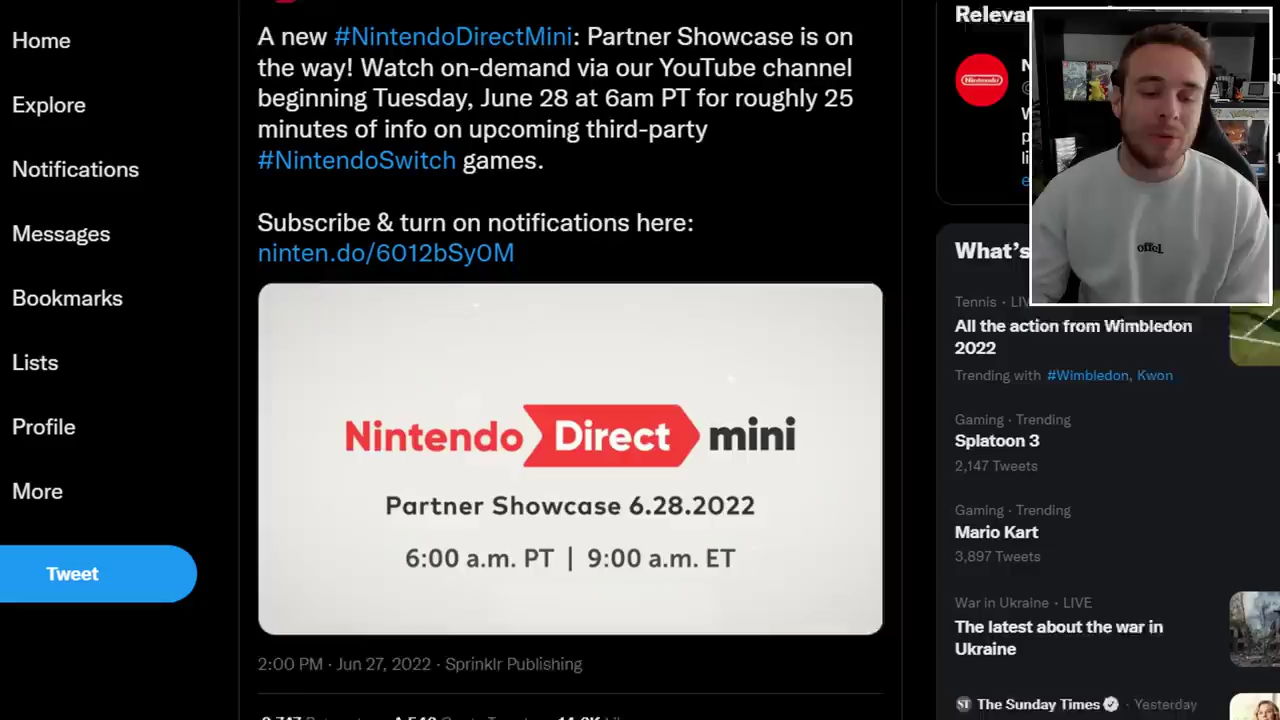 Home
Explore
Notifications
Messages
Bookmarks
Lists
Profile
More
Tweet
A new #NintendoDirectMini: Partner Showcase is on
the way! Watch on-demand via our YouTube channel
beginning Tuesday, June 28 at 6am PT for roughly 25
minutes of info on upcoming third-party
#NintendoSwitch games.
Subscribe & turn on notifications here:
ninten.do/6012bSy0M
Nintendo Direct mini
Partner Showcase 6.28.2022
6:00 a.m. PT | 9:00 a.m. ET
2:00 PM · Jun 27, 2022 · Sprinklr Publishing
Nintendo
offel
What's
Tennis · LIV
All the action from Wimbledon
2022
Trending with #Wimbledon, Kwon
Gaming · Trending
Splatoon 3
2,147 Tweets
Gaming · Trending
Mario Kart
3,897 Tweets
War in Ukraine · LIVE
The latest about the war in
Ukraine
ST The Sunday Times · Yesterday